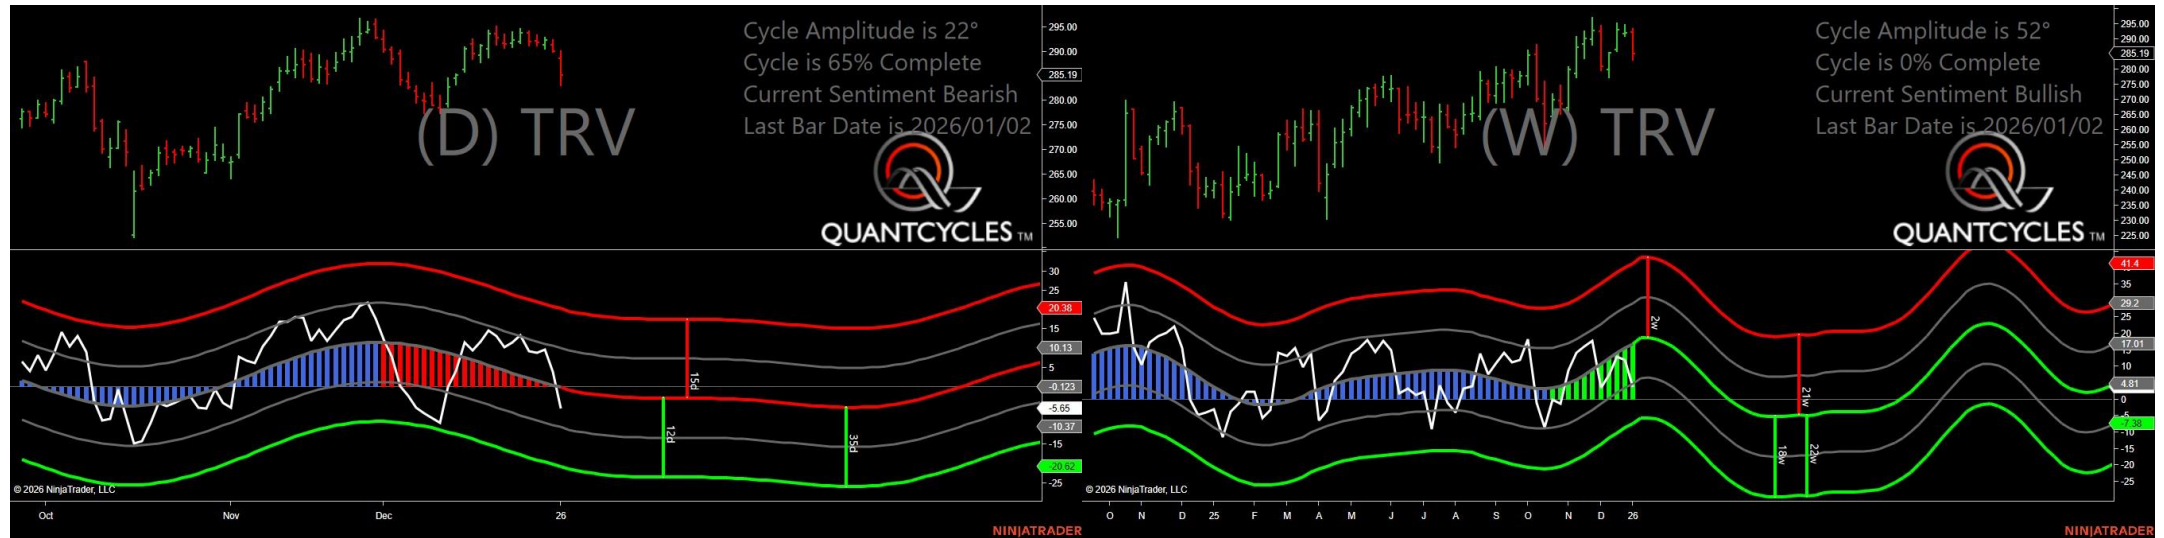 Cycle Amplitude is 22°
Cycle is 65% Complete
Current Sentiment Bearish
Last Bar Date is 2026/01/02
(D) TRV
QUANTCYCLES TM
295.00
290.00
285.19
280.00
275.00
270.00
265.00
260.00
255.00
30
25
20.38
15
10.13
5
-0.123
-5.65
-10.37
-15
-20.62
-25
15d
12d
35d
© 2026 NinjaTrader, LLC
Oct Nov Dec 26
NINJATRADER
Cycle Amplitude is 52°
Cycle is 0% Complete
Current Sentiment Bullish
Last Bar Date is 2026/01/02
(W) TRV
QUANTCYCLES TM
295.00
290.00
285.19
280.00
275.00
270.00
265.00
260.00
255.00
250.00
245.00
240.00
235.00
230.00
225.00
41.4
29.2
25
20
17.01
10
4.81
0
-5
-7.38
-10
-15
-20
-25
2w
21w
18w
22w
© 2026 NinjaTrader, LLC
O N D 25 F M A M J J A S O N D 26
NINJATRADER